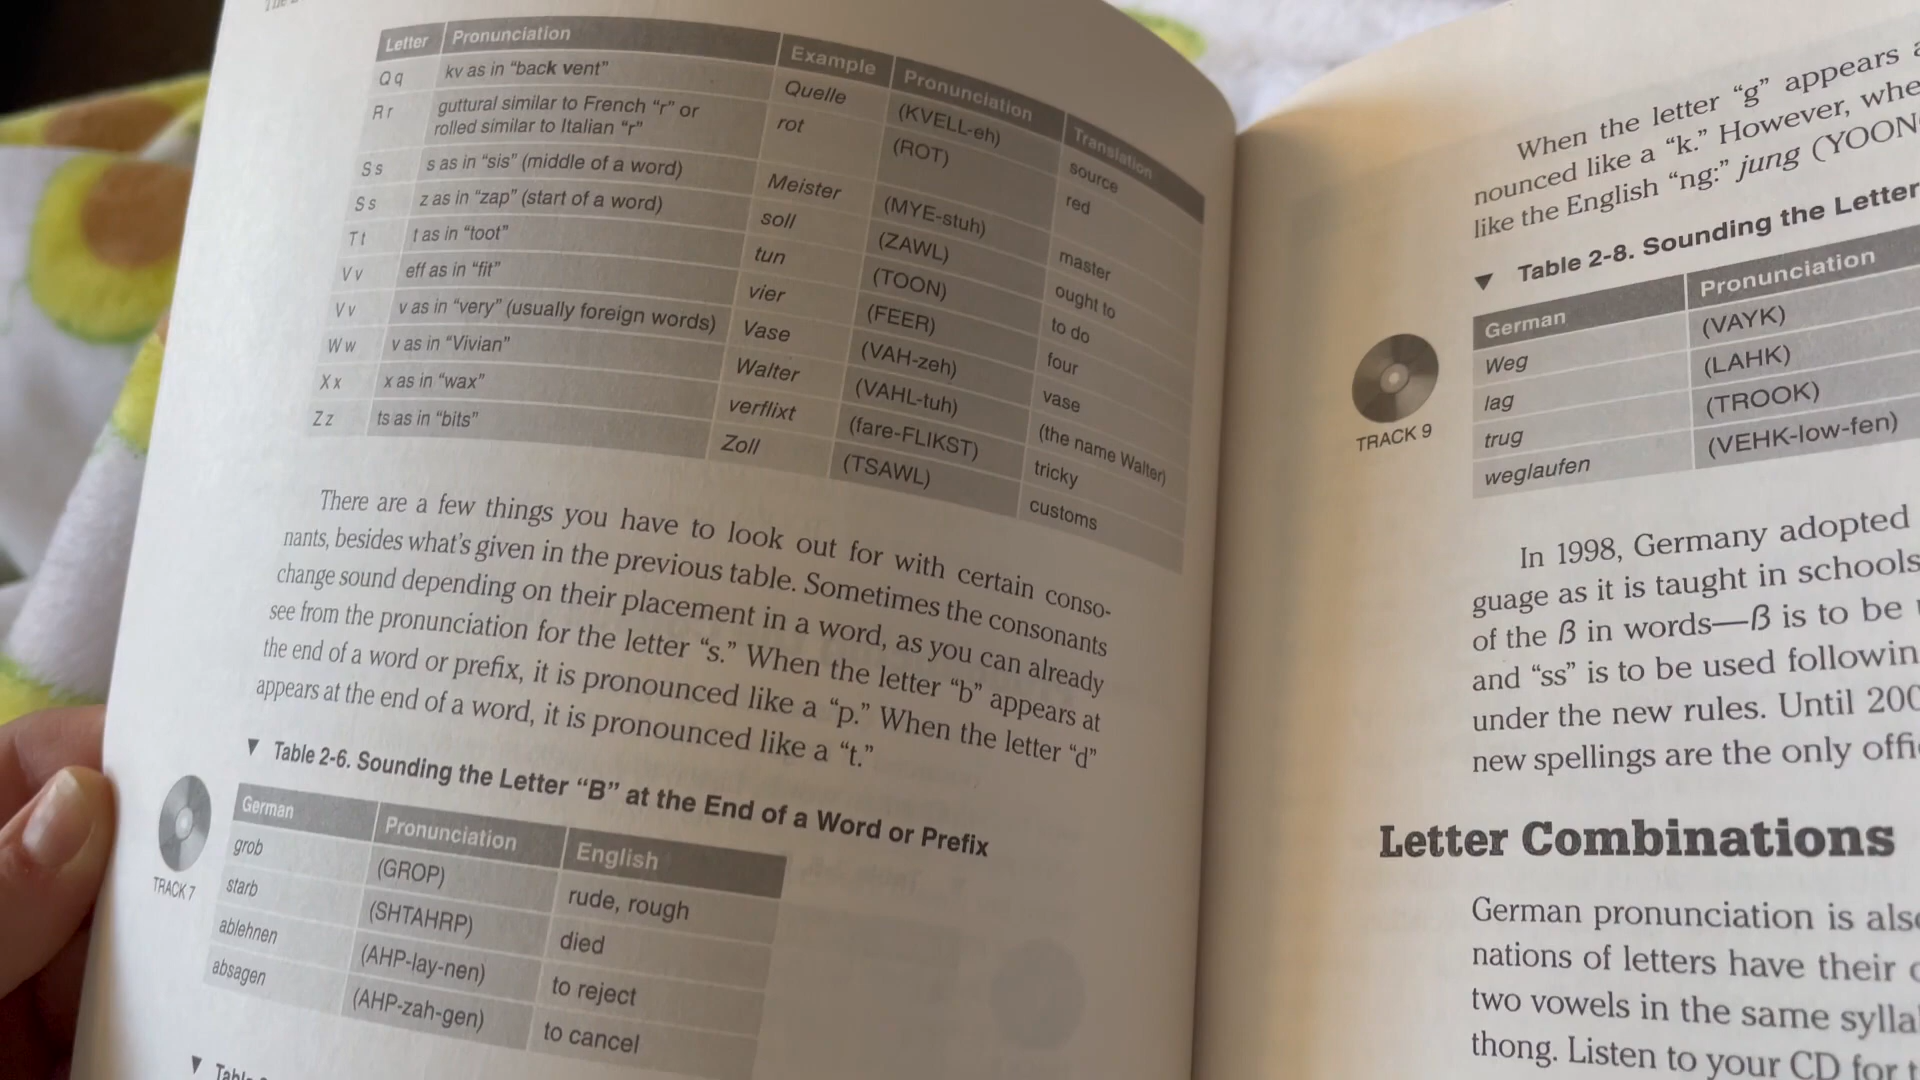 Letter Pronunciation Example Pronunciation Translation
Q q kv as in “back vent” Quelle (KVELL-eh) source
R r guttural similar to French “r” or rot (ROT) red
rolled similar to Italian “r”
S s s as in “sis” (middle of a word) Meister (MYE-stuh) master
S s z as in “zap” (start of a word) soll (ZAWL) ought to
T t t as in “toot” tun (TOON) to do
V v eff as in “fit” vier (FEER) four
V v v as in “very” (usually foreign words) Vase (VAH-zeh) vase
W w v as in “Vivian” Walter (VAHL-tuh) (the name Walter)
X x x as in “wax” verflixt (fare-FLIKST) tricky
Z z ts as in “bits” Zoll (TSAWL) customs
There are a few things you have to look out for with certain conso-
nants, besides what’s given in the previous table. Sometimes the consonants
change sound depending on their placement in a word, as you can already
see from the pronunciation for the letter “s.” When the letter “b” appears at
the end of a word or prefix, it is pronounced like a “p.” When the letter “d”
appears at the end of a word, it is pronounced like a “t.”
▼ Table 2-6. Sounding the Letter “B” at the End of a Word or Prefix
TRACK 7
German Pronunciation English
grob (GROP) rude, rough
starb (SHTAHRP) died
ablehnen (AHP-lay-nen) to reject
absagen (AHP-zah-gen) to cancel
When the letter “g” appears
nounced like a “k.” However,
like the English “ng:” jung
▼ Table 2-8. Sounding the Letter
TRACK 9
German Pronunciation
Weg (VAYK)
lag (LAHK)
trug (TROOK)
weglaufen (VEHK-low-fen)
In 1998, Germany adopted
guage as it is taught in schools
of the ß in words—ß is to be
and “ss” is to be used
under the new rules. Until
new spellings are the only
Letter Combinations
German pronunciation is
nations of letters have their
two vowels in the same
thong. Listen to your CD for